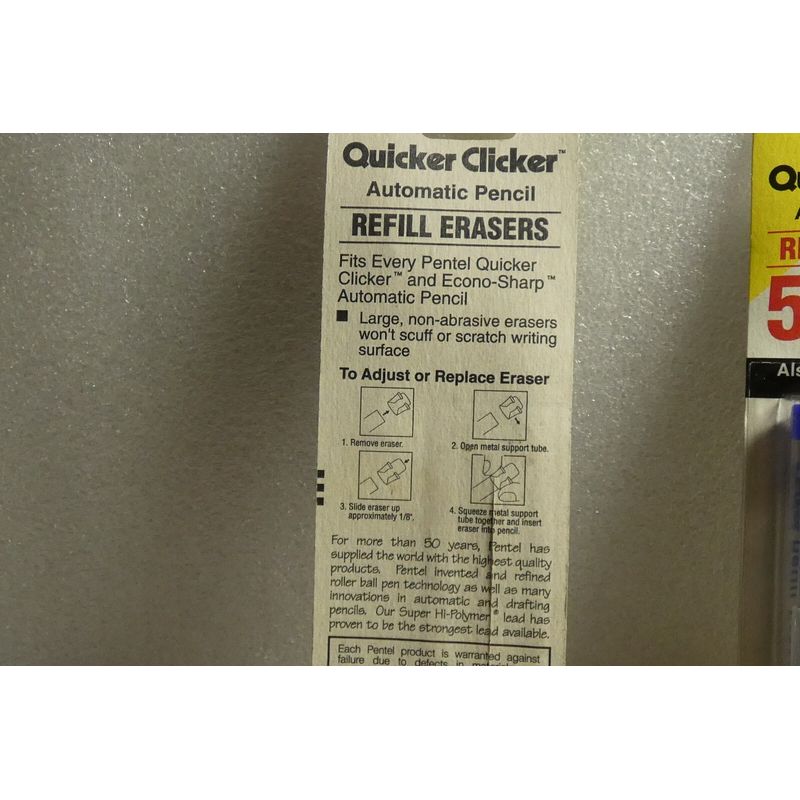 Quicker Clicker™
Automatic Pencil
REFILL ERASERS
Fits Every Pentel Quicker
Clicker™ and Econo-Sharp™
Automatic Pencil
■ Large, non-abrasive erasers
won't scuff or scratch writing
surface
To Adjust or Replace Eraser
1. Remove eraser.
2. Open metal support tube.
3. Slide eraser up
approximately 1/8".
4. Squeeze metal support
tube together and insert
eraser into pencil.
For more than 50 years, Pentel has
supplied the world with the highest quality
products. Pentel invented and refined
roller ball pen technology as well as many
innovations in automatic and drafting
pencils. Our Super Hi-Polymer® lead has
proven to be the strongest lead available.
Each Pentel product is warranted against
failure due to defects in
Qu
5
Als